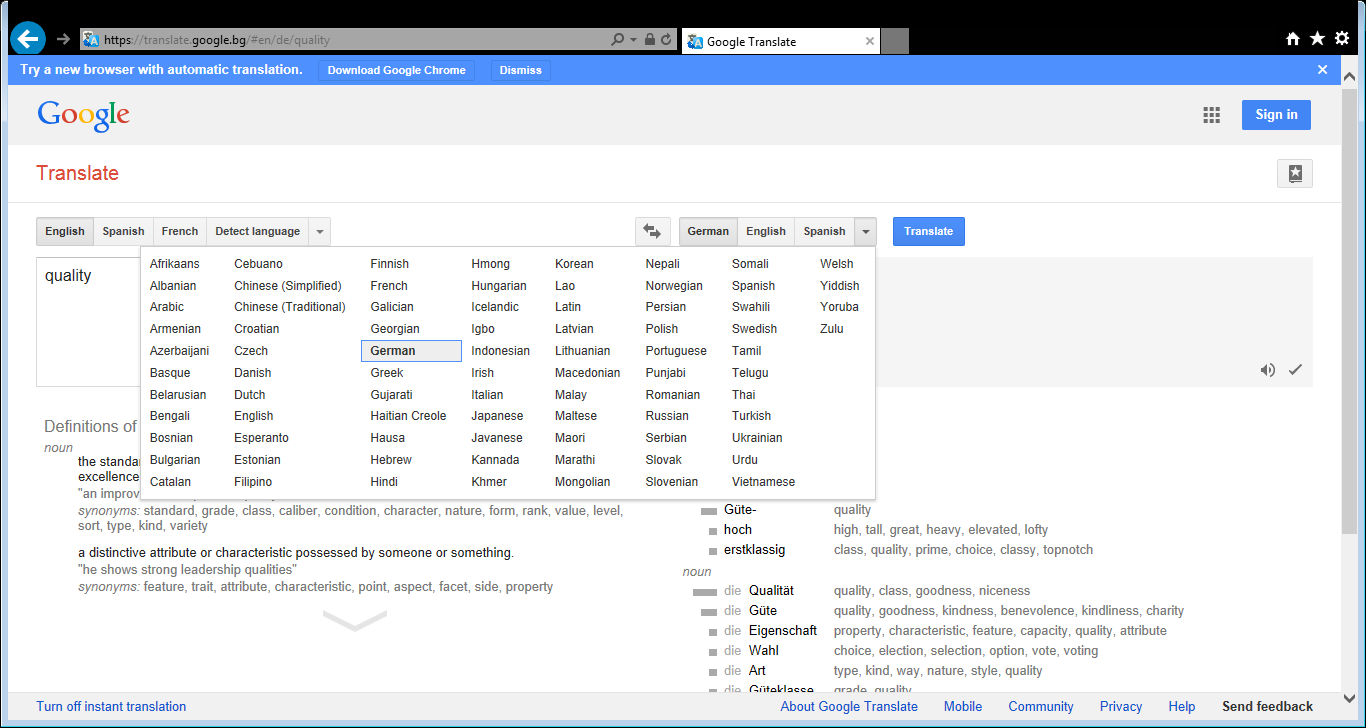 https://translate.google.bg/#en/de/quality
Google Translate
Try a new browser with automatic translation. Download Google Chrome Dismiss
Google
Sign in
Translate
English Spanish French Detect language
German English Spanish Translate
quality
Afrikaans Cebuano Finnish Hmong Korean Nepali Somali Welsh
Albanian Chinese (Simplified) French Hungarian Lao Norwegian Spanish Yiddish
Arabic Chinese (Traditional) Galician Icelandic Latin Persian Swahili Yoruba
Armenian Croatian Georgian Igbo Latvian Polish Swedish Zulu
Azerbaijani Czech German Indonesian Lithuanian Portuguese Tamil
Basque Danish Greek Irish Macedonian Punjabi Telugu
Belarusian Dutch Gujarati Italian Malay Romanian Thai
Bengali English Haitian Creole Japanese Maltese Russian Turkish
Bosnian Esperanto Hausa Javanese Maori Serbian Ukrainian
Bulgarian Estonian Hebrew Kannada Marathi Slovak Urdu
Catalan Filipino Hindi Khmer Mongolian Slovenian Vietnamese
Definitions of
noun
the standa
excellence
"an improv
synonyms: standard, grade, class, caliber, condition, character, nature, form, rank, value, level,
sort, type, kind, variety
a distinctive attribute or characteristic possessed by someone or something.
"he shows strong leadership qualities"
synonyms: feature, trait, attribute, characteristic, point, aspect, facet, side, property
Güte- quality
hoch high, tall, great, heavy, elevated, lofty
erstklassig class, quality, prime, choice, classy, topnotch
noun
die Qualität quality, class, goodness, niceness
die Güte quality, goodness, kindness, benevolence, kindliness, charity
die Eigenschaft property, characteristic, feature, capacity, quality, attribute
die Wahl choice, election, selection, option, vote, voting
die Art type, kind, way, nature, style, quality
die Güteklasse grade, quality
Turn off instant translation
About Google Translate Mobile Community Privacy Help Send feedback